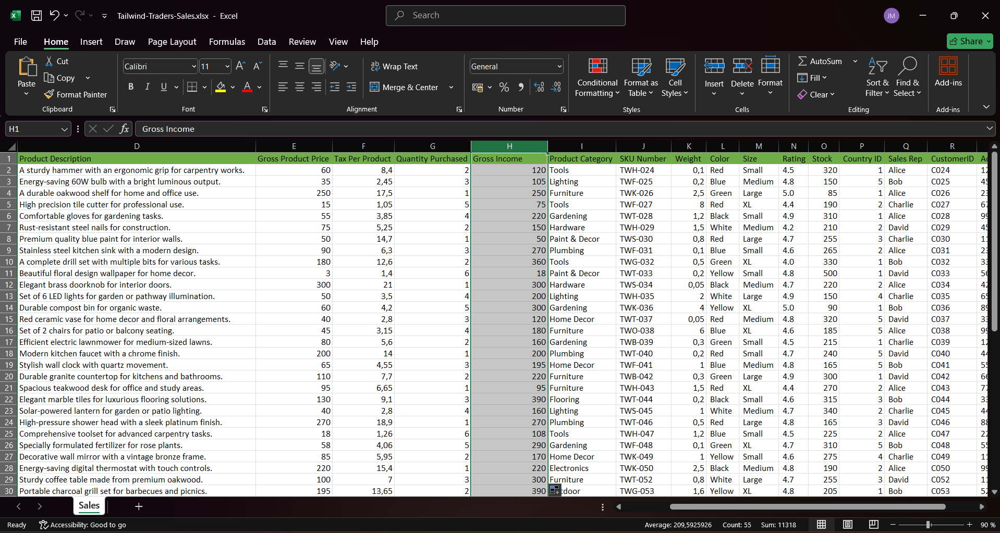 Tailwind-Traders-Sales.xlsx - Excel
Search
JM
File Home Insert Draw Page Layout Formulas Data Review View Help
Share
Paste
Cut
Copy
Format Painter
Clipboard
Calibri 11
B I U
Font
Wrap Text
Merge & Center
Alignment
General
Number
Conditional Formatting
Format as Table
Cell Styles
Styles
Insert
Delete
Format
Cells
AutoSum
Fill
Clear
Sort & Filter
Find & Select
Editing
Add-ins
Add-ins
H1 fx Gross Income
D E F G H I J K L M N O P Q R
1 Product Description Gross Product Price Tax Per Product Quantity Purchased Gross Income Product Category SKU Number Weight Color Size Rating Stock Country ID Sales Rep CustomerID
2 A sturdy hammer with an ergonomic grip for carpentry works. 60 8,4 2 120 Tools TWH-024 0,1 Red Small 4.5 320 1 Alice C024
3 Energy-saving 60W bulb with a bright luminous output. 35 2,45 3 105 Lighting TWF-025 0,2 Blue Medium 4.8 150 5 Bob C025
4 A durable oakwood shelf for home and office use. 250 17,5 1 250 Furniture TWK-026 2,5 Green Large 5.0 85 1 Alice C026
5 High precision tile cutter for professional use. 15 1,05 5 75 Tools TWF-027 8 Red XL 4.4 190 2 Charlie C027
6 Comfortable gloves for gardening tasks. 55 3,85 4 220 Gardening TWT-028 1,2 Black Small 4.9 310 1 Alice C028
7 Rust-resistant steel nails for construction. 75 5,25 2 150 Hardware TWH-029 1,5 White Medium 4.2 210 2 David C029
8 Premium quality blue paint for interior walls. 50 14,7 1 50 Paint & Decor TWS-030 0,8 Red Large 4.7 255 3 Charlie C030
9 Stainless steel kitchen sink with a modern design. 90 6,3 3 270 Plumbing TWF-031 0,1 Blue Small 4.6 265 2 Alice C031
10 A complete drill set with multiple bits for various tasks. 180 12,6 2 360 Tools TWG-032 0,5 Green XL 4.0 330 1 Bob C032
11 Beautiful floral design wallpaper for home decor. 3 1,4 6 18 Paint & Decor TWT-033 0,2 Yellow Small 4.8 500 1 David C033
12 Elegant brass doorknob for interior doors. 300 21 1 300 Hardware TWS-034 0,05 Black Medium 4.7 220 2 Alice C034
13 Set of 6 LED lights for garden or pathway illumination. 50 3,5 4 200 Lighting TWH-035 2 White Large 4.9 150 4 Charlie C035
14 Durable compost bin for organic waste. 60 4,2 5 300 Gardening TWK-036 4 Yellow XL 5.0 90 1 Bob C036
15 Red ceramic vase for home decor and floral arrangements. 40 2,8 3 120 Home Decor TWT-037 0,05 Red Medium 4.8 320 5 David C037
16 Set of 2 chairs for patio or balcony seating. 45 3,15 4 180 Furniture TWO-038 6 Blue XL 4.6 185 5 Alice C038
17 Efficient electric lawnmower for medium-sized lawns. 80 5,6 2 160 Gardening TWB-039 0,3 Green Small 4.5 215 1 Charlie C039
18 Modern kitchen faucet with a chrome finish. 200 14 1 200 Plumbing TWT-040 0,2 Red Small 4.7 240 5 David C040
19 Stylish wall clock with quartz movement. 65 4,55 3 195 Home Decor TWF-041 1 Blue Medium 4.8 165 5 Bob C041
20 Durable granite countertop for kitchens and bathrooms. 110 7,7 2 220 Furniture TWB-042 0,3 Green Large 4.9 300 1 David C042
21 Spacious teakwood desk for office and study areas. 95 6,65 1 95 Furniture TWH-043 1,5 Red XL 4.4 270 2 Alice C043
22 Elegant marble tiles for luxurious flooring solutions. 130 9,1 3 390 Flooring TWT-044 0,2 Black Small 4.6 315 3 Bob C044
23 Solar-powered lantern for garden or patio lighting. 40 2,8 4 160 Lighting TWS-045 1 White Medium 4.7 340 2 Charlie C045
24 High-pressure shower head with a sleek platinum finish. 270 18,9 1 270 Plumbing TWT-046 0,5 Red Large 4.8 165 3 David C046
25 Comprehensive toolset for advanced carpentry tasks. 18 1,26 6 108 Tools TWH-047 1,2 Blue Small 4.5 225 2 Alice C047
26 Specially formulated fertilizer for rose plants. 58 4,06 5 290 Gardening TWF-048 0,1 Green XL 4.7 310 5 Bob C048
27 Decorative wall mirror with a vintage bronze frame. 85 5,95 2 170 Home Decor TWK-049 1 Yellow Small 4.6 275 4 Charlie C049
28 Energy-saving digital thermostat with touch controls. 220 15,4 1 220 Electronics TWK-050 2,5 Black Medium 4.8 190 2 Alice C050
29 Sturdy coffee table made from premium oakwood. 100 7 3 300 Furniture TWT-052 0,8 White Large 4.7 255 3 David C052
30 Portable charcoal grill set for barbecues and picnics. 195 13,65 2 390 TWG-053 1,6 Yellow XL 4.8 205 1 Bob C053
Sales
Ready Accessibility: Good to go Average: 209,5925926 Count: 55 Sum: 11318 90 %